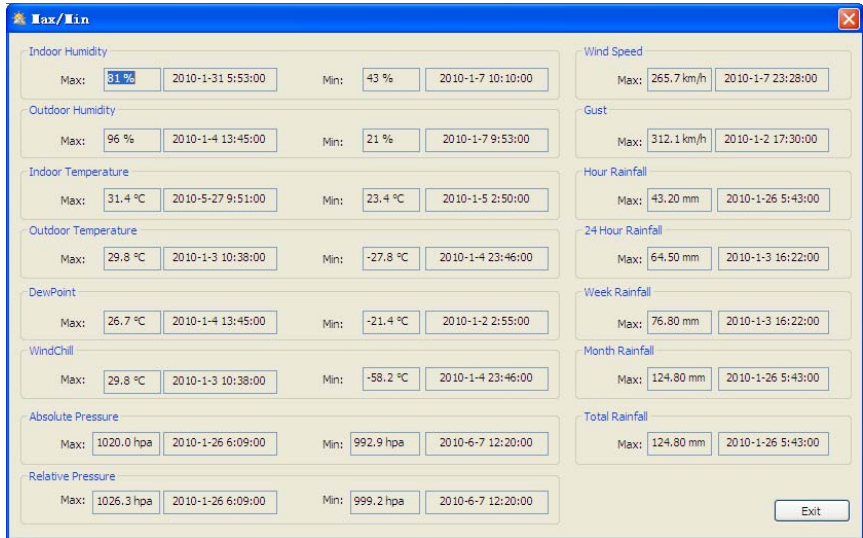 Max/Min
Indoor Humidity
Max: 81 % 2010-1-31 5:53:00 Min: 43 % 2010-1-7 10:10:00
Wind Speed
Max: 265.7 km/h 2010-1-7 23:28:00
Outdoor Humidity
Max: 96 % 2010-1-4 13:45:00 Min: 21 % 2010-1-7 9:53:00
Gust
Max: 312.1 km/h 2010-1-2 17:30:00
Indoor Temperature
Max: 31.4 ℃ 2010-5-27 9:51:00 Min: 23.4 ℃ 2010-1-5 2:50:00
Hour Rainfall
Max: 43.20 mm 2010-1-26 5:43:00
Outdoor Temperature
Max: 29.8 ℃ 2010-1-3 10:38:00 Min: -27.8 ℃ 2010-1-4 23:46:00
24 Hour Rainfall
Max: 64.50 mm 2010-1-3 16:22:00
DewPoint
Max: 26.7 ℃ 2010-1-4 13:45:00 Min: -21.4 ℃ 2010-1-2 2:55:00
Week Rainfall
Max: 76.80 mm 2010-1-3 16:22:00
WindChill
Max: 29.8 ℃ 2010-1-3 10:38:00 Min: -58.2 ℃ 2010-1-4 23:46:00
Month Rainfall
Max: 124.80 mm 2010-1-26 5:43:00
Absolute Pressure
Max: 1020.0 hpa 2010-1-26 6:09:00 Min: 992.9 hpa 2010-6-7 12:20:00
Total Rainfall
Max: 124.80 mm 2010-1-26 5:43:00
Relative Pressure
Max: 1026.3 hpa 2010-1-26 6:09:00 Min: 999.2 hpa 2010-6-7 12:20:00
Exit